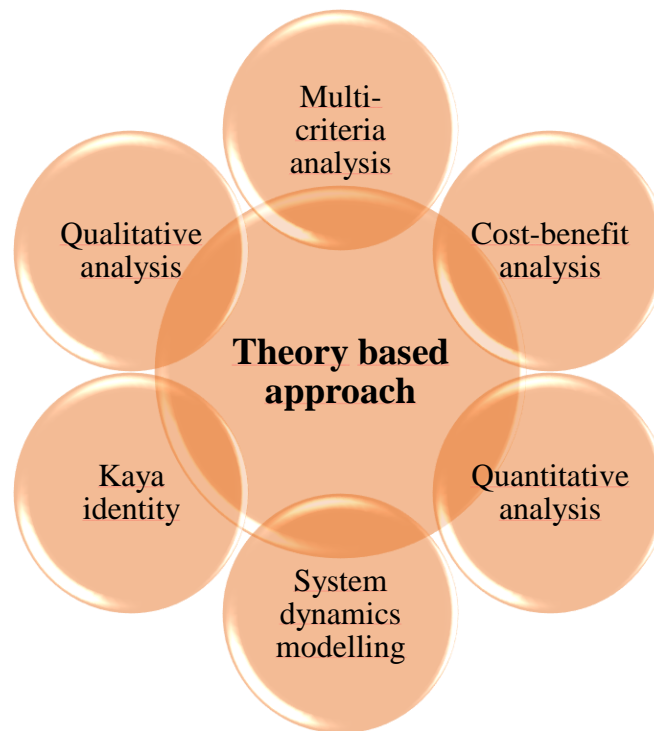 Multi-
criteria
analysis
Qualitative
analysis
Cost-benefit
analysis
Theory based
approach
Kaya
identity
Quantitative
analysis
System
dynamics
modelling